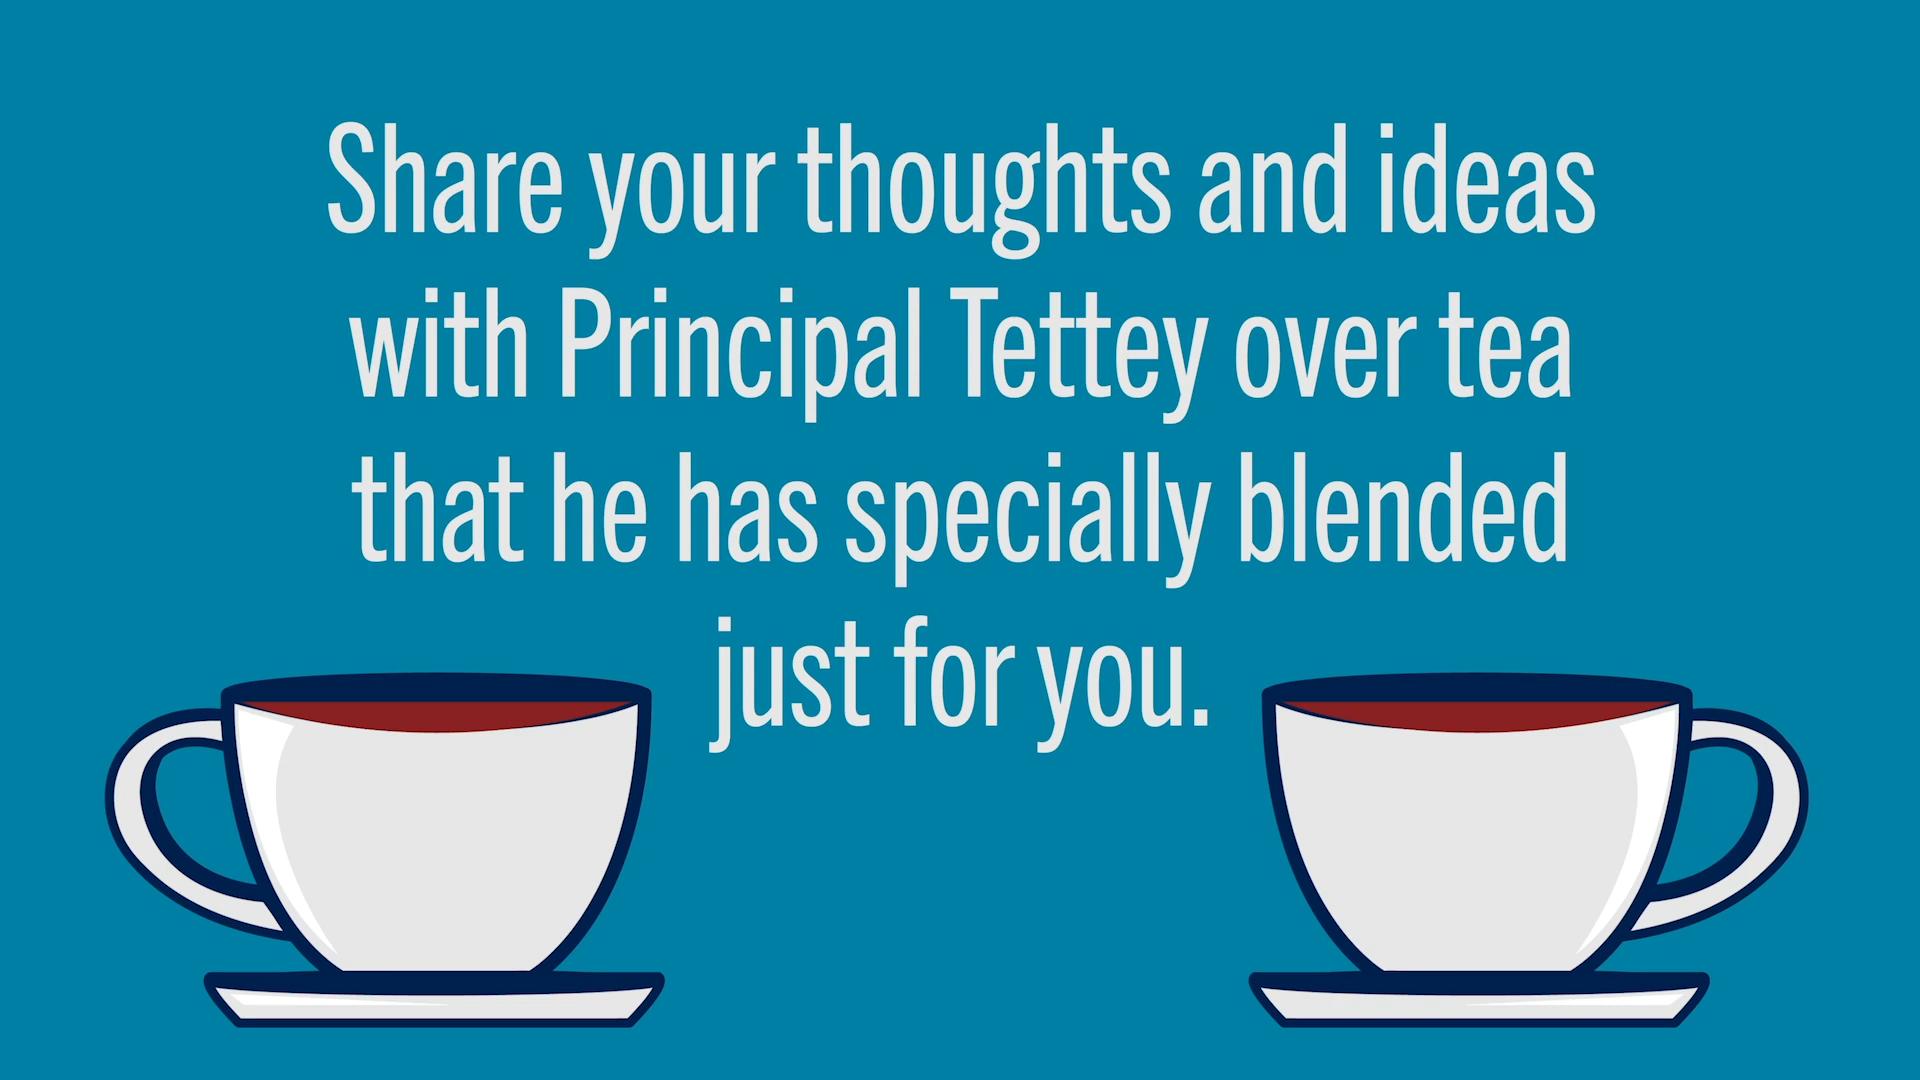 Share your thoughts and ideas
with Principal Tettey over tea
that he has specially blended
just for you.